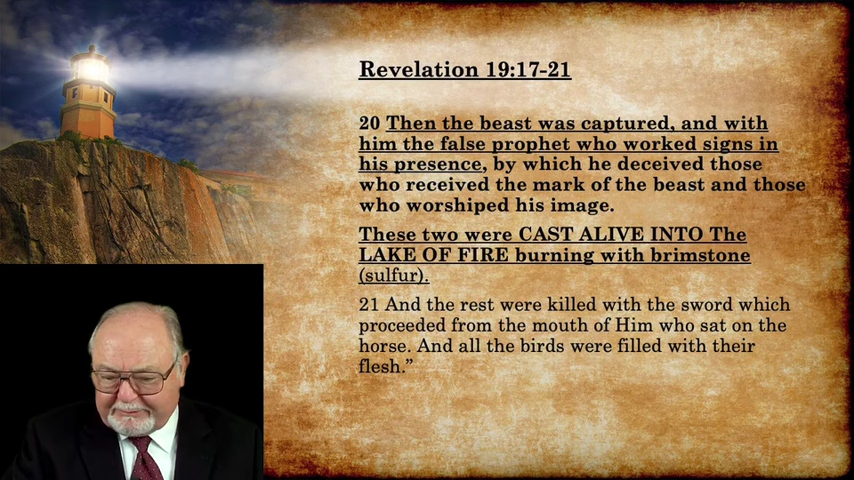 Revelation 19:17-21
20 Then the beast was captured, and with
him the false prophet who worked signs in
his presence, by which he deceived those
who received the mark of the beast and those
who worshiped his image.
These two were CAST ALIVE INTO The
LAKE OF FIRE burning with brimstone
(sulfur).
21 And the rest were killed with the sword which
proceeded from the mouth of Him who sat on the
horse. And all the birds were filled with their
flesh.”